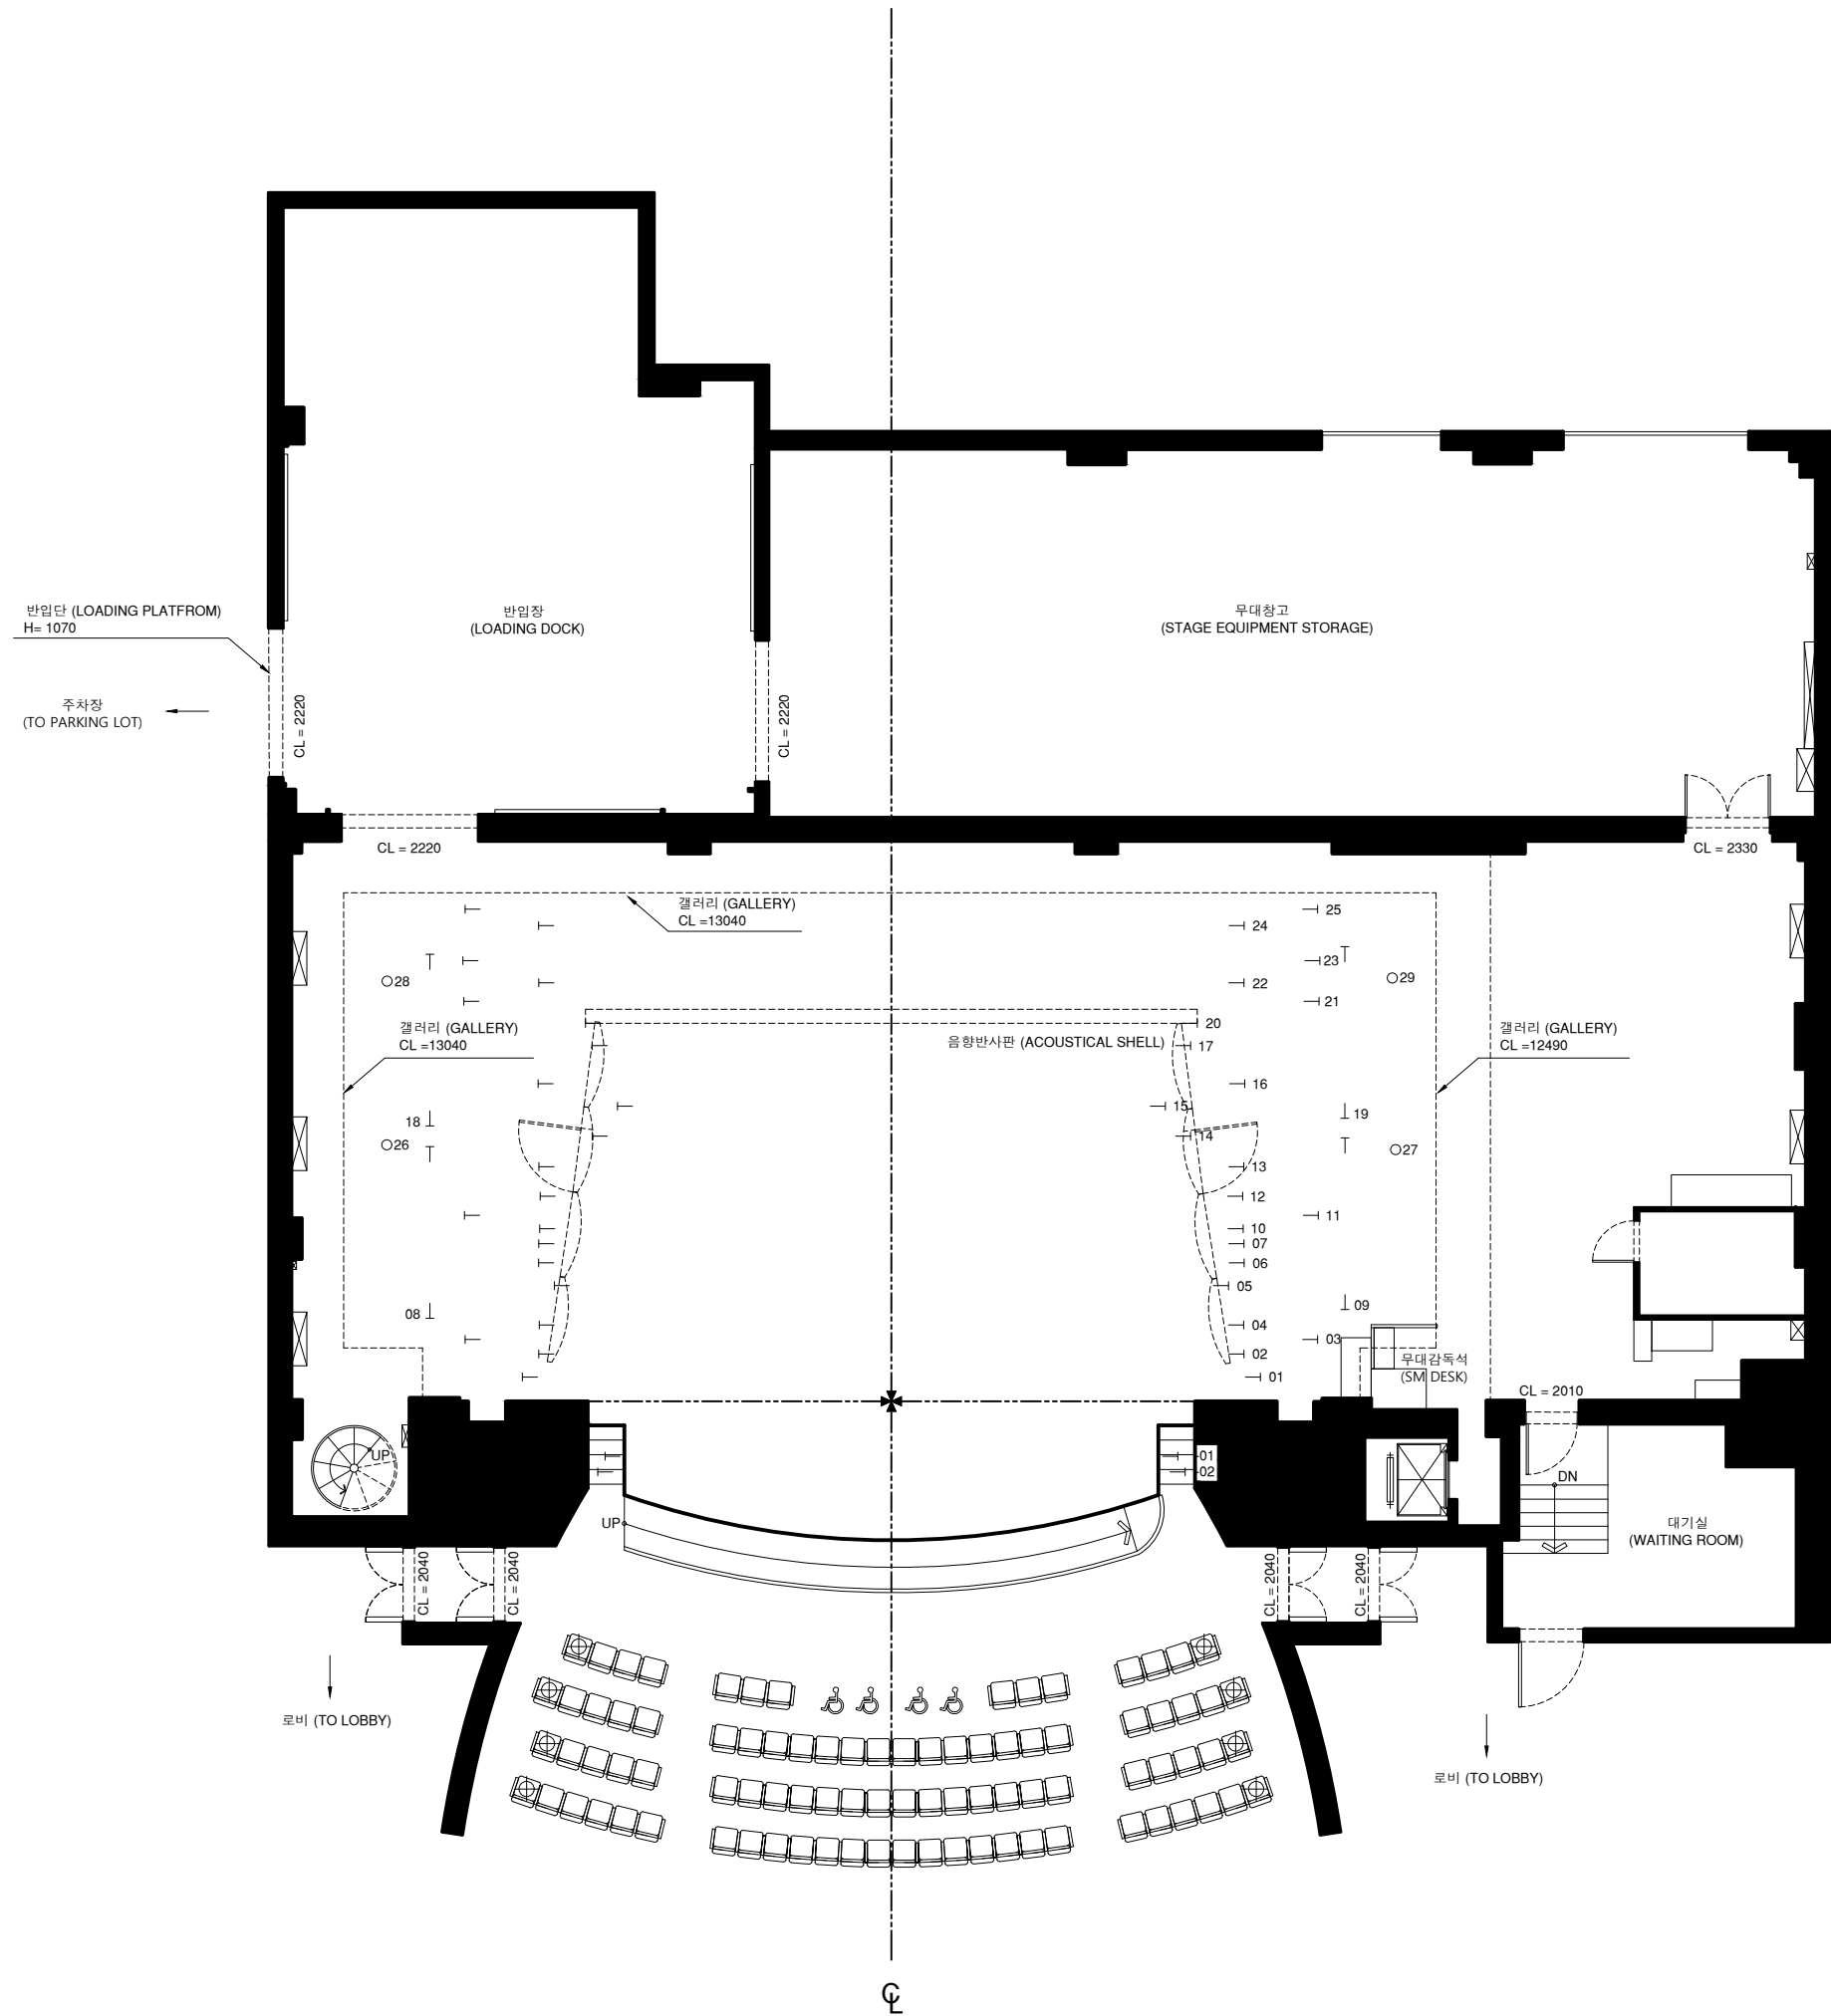 반입단 (LOADING PLATFROM)
H= 1070
반입장
(LOADING DOCK)
무대창고
(STAGE EQUIPMENT STORAGE)
주차장
(TO PARKING LOT)
CL = 2220
CL = 2220
CL = 2220
CL = 2330
갤러리 (GALLERY)
CL =13040
25
24
23
28
22
29
21
갤러리 (GALLERY)
CL =13040
20
갤러리 (GALLERY)
CL =12490
음향반사판 (ACOUSTICAL SHELL)
17
16
15
18
19
14
26
27
13
12
11
10
07
06
05
08
09
04
03
02
무대감독석
(SM DESK)
01
CL = 2010
UP
01
02
DN
UP
대기실
(WAITING ROOM)
CL = 2040
CL = 2040
CL = 2040
CL = 2040
로비 (TO LOBBY)
로비 (TO LOBBY)
℄